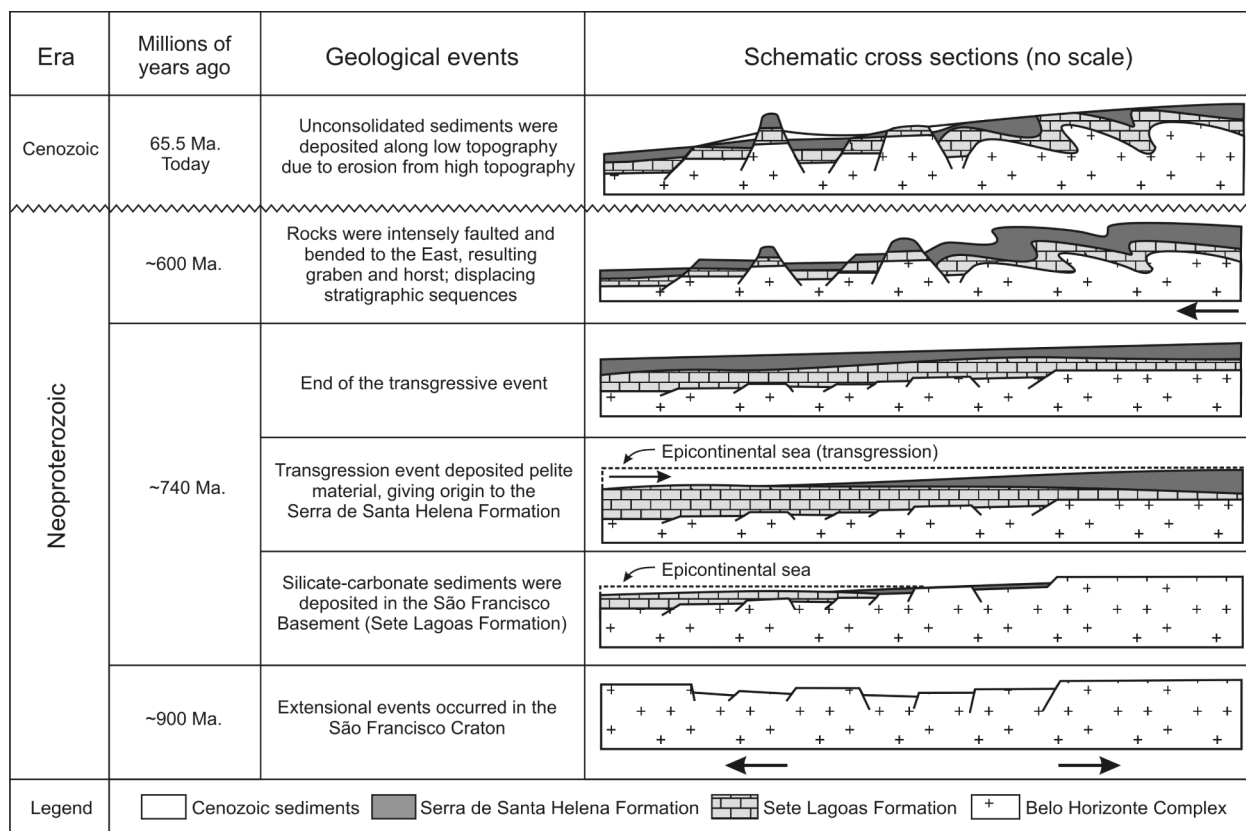 Era
Millions of
years ago
Geological events
Schematic cross sections (no scale)
Cenozoic
65.5 Ma.
Today
Unconsolidated sediments were
deposited along low topography
due to erosion from high topography
Neoproterozoic
~600 Ma.
Rocks were intensely faulted and
bended to the East, resulting
graben and horst; displacing
stratigraphic sequences
~740 Ma.
End of the transgressive event
Transgression event deposited pelite
material, giving origin to the
Serra de Santa Helena Formation
Epicontinental sea (transgression)
Silicate-carbonate sediments were
deposited in the São Francisco
Basement (Sete Lagoas Formation)
Epicontinental sea
~900 Ma.
Extensional events occurred in the
São Francisco Craton
Legend
Cenozoic sediments
Serra de Santa Helena Formation
Sete Lagoas Formation
Belo Horizonte Complex